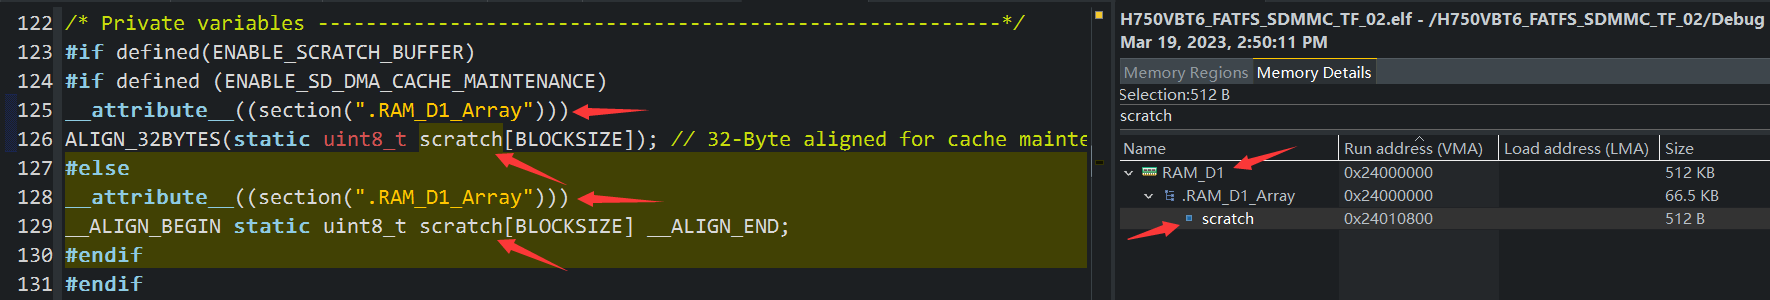 122 /* Private variables ---------------------------------------------------------*/
123 #if defined(ENABLE_SCRATCH_BUFFER)
124 #if defined (ENABLE_SD_DMA_CACHE_MAINTENANCE)
125 __attribute__((section(".RAM_D1_Array")))
126 ALIGN_32BYTES(static uint8_t scratch[BLOCKSIZE]); // 32-Byte aligned for cache mainte
127 #else
128 __attribute__((section(".RAM_D1_Array")))
129 __ALIGN_BEGIN static uint8_t scratch[BLOCKSIZE] __ALIGN_END;
130 #endif
131 #endif
H750VBT6_FATFS_SDMMC_TF_02.elf - /H750VBT6_FATFS_SDMMC_TF_02/Debug
Mar 19, 2023, 2:50:11 PM
Memory Regions Memory Details
Selection:512 B
scratch
Name Run address (VMA) Load address (LMA) Size
RAM_D1 0x24000000 512 KB
.RAM_D1_Array 0x24000000 66.5 KB
scratch 0x24010800 512 B